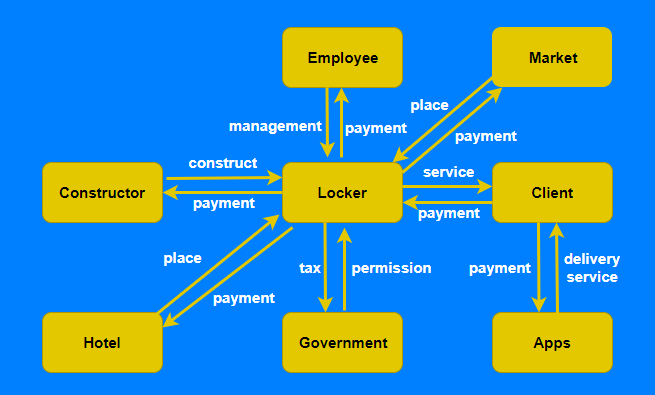 Employee
Market
place
management
payment
payment
construct
service
Constructor
Locker
Client
payment
payment
place
tax
permission
payment
delivery
service
payment
Hotel
Government
Apps